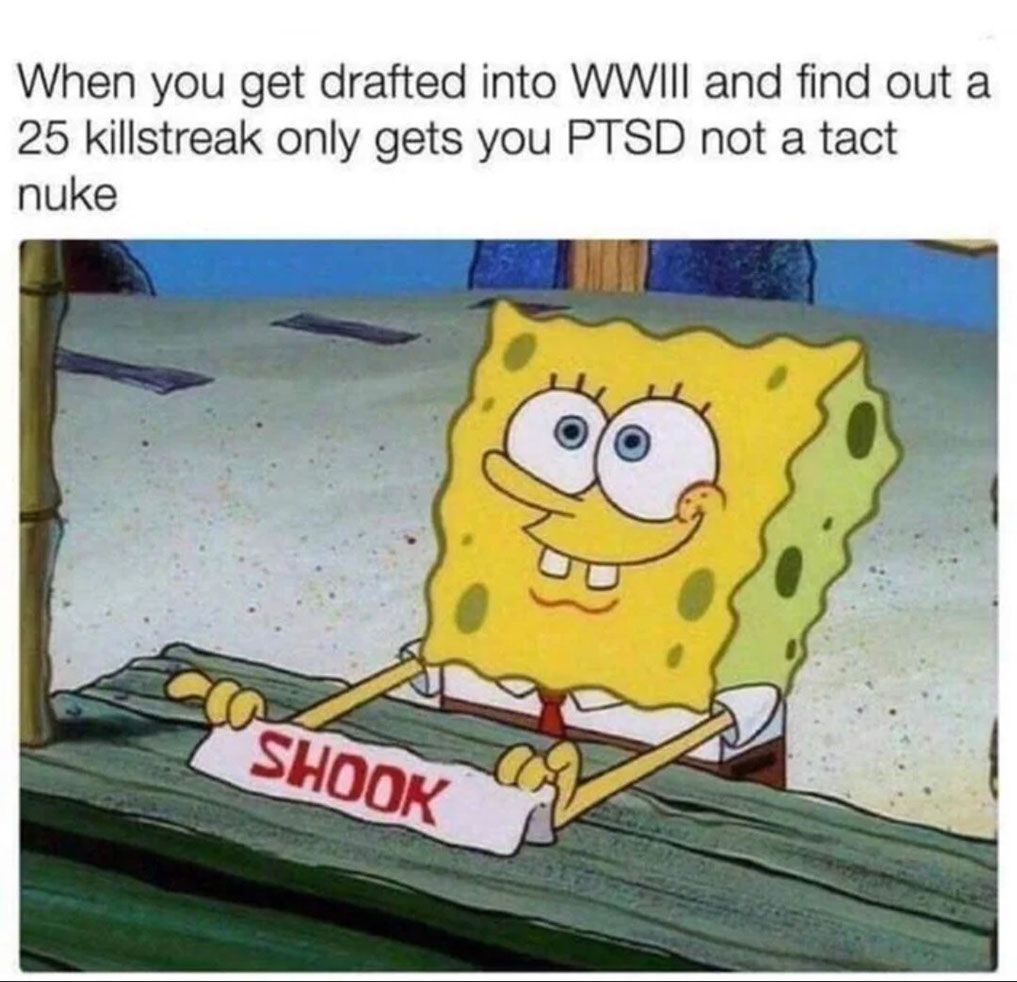 When you get drafted into WWIII and find out a
25 killstreak only gets you PTSD not a tact
nuke
SHOOK